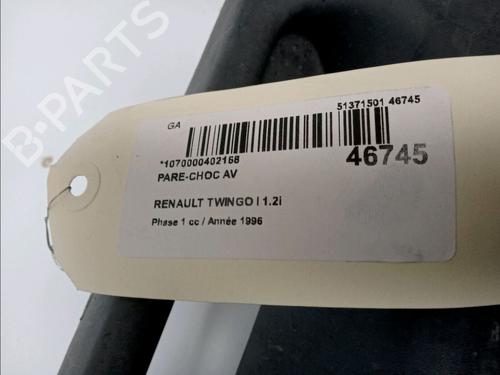 B-PARTS
GA
51371501 46745
*1070000402168
46745
PARE-CHOC AV
RENAULT TWINGO I 1.2i
Phase 1 cc / Année 1996